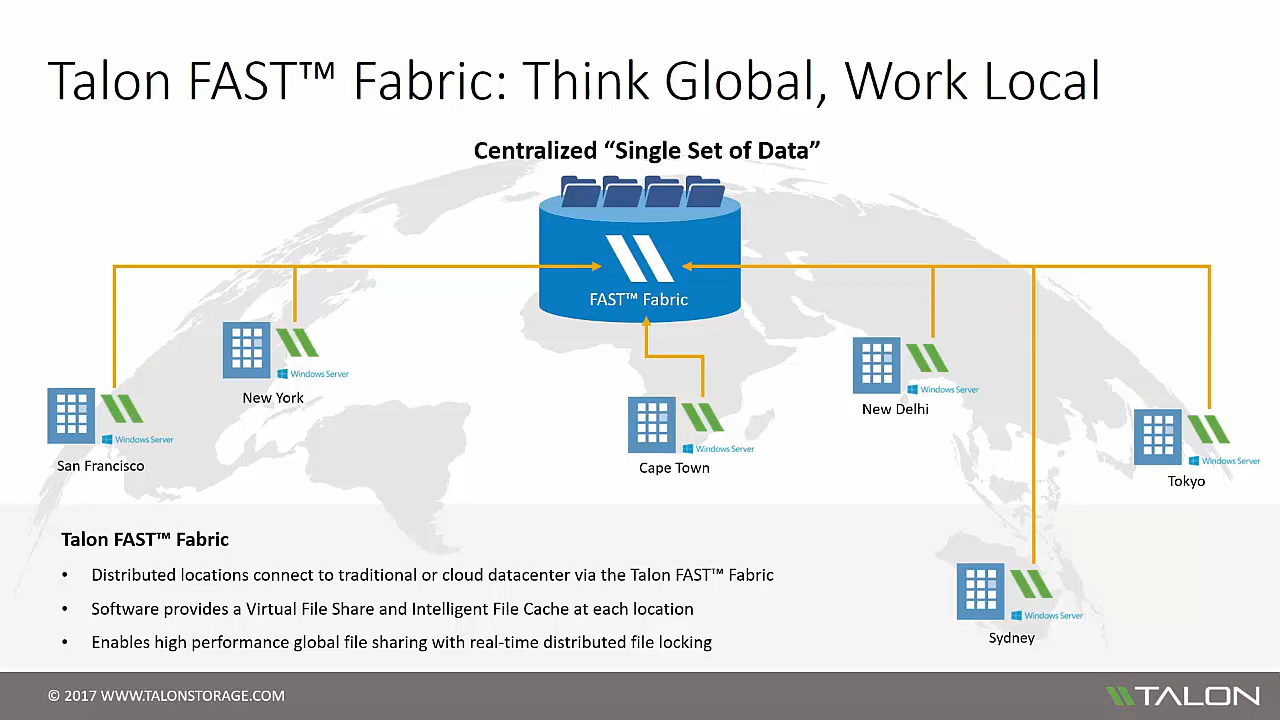 Talon FAST™ Fabric: Think Global, Work Local
Centralized “Single Set of Data”
FAST™ Fabric
Windows Server
New York
Windows Server
San Francisco
Windows Server
Cape Town
Windows Server
New Delhi
Windows Server
Tokyo
Windows Server
Sydney
Talon FAST™ Fabric
• Distributed locations connect to traditional or cloud datacenter via the Talon FAST™ Fabric
• Software provides a Virtual File Share and Intelligent File Cache at each location
• Enables high performance global file sharing with real-time distributed file locking
© 2017 WWW.TALONSTORAGE.COM
TALON